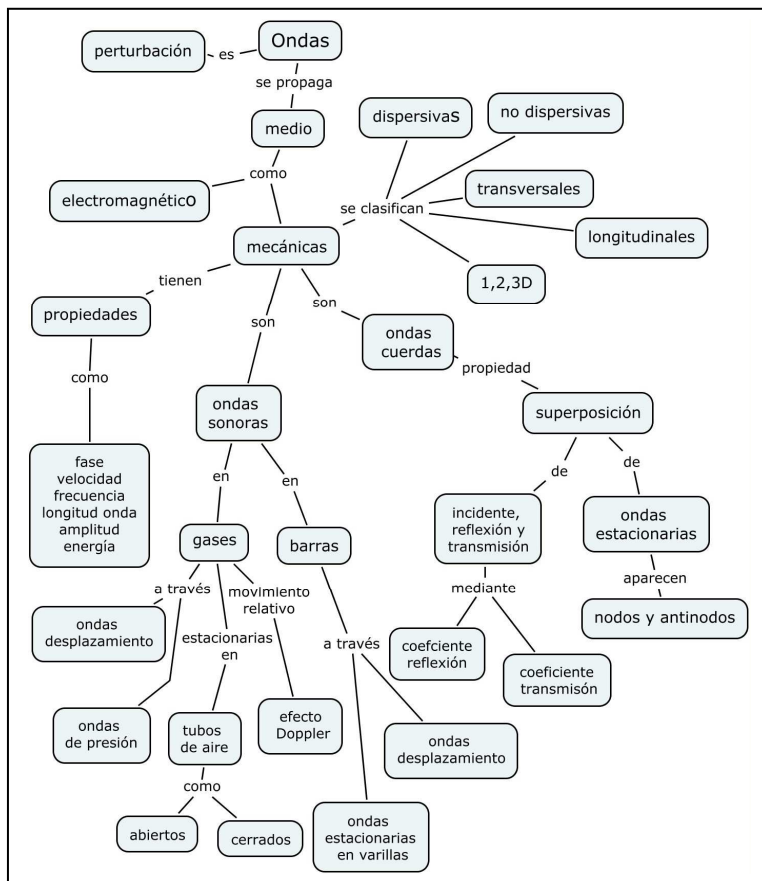 Ondas
perturbación
es
se propaga
medio
como
electromagnético
mecánicas
se clasifican
dispersivas
no dispersivas
transversales
longitudinales
1,2,3D
tienen
propiedades
como
fase
velocidad
frecuencia
longitud onda
amplitud
energía
son
ondas
sonoras
son
ondas
cuerdas
propiedad
superposición
de
incidente,
reflexión y
transmisión
mediante
coefciente
reflexión
coeficiente
transmisón
de
ondas
estacionarias
aparecen
nodos y antinodos
en
gases
en
barras
a través
ondas
desplazamiento
ondas
de presión
estacionarias
en
tubos
de aire
como
abiertos
cerrados
movimiento
relativo
efecto
Doppler
a través
ondas
desplazamiento
ondas
estacionarias
en varillas